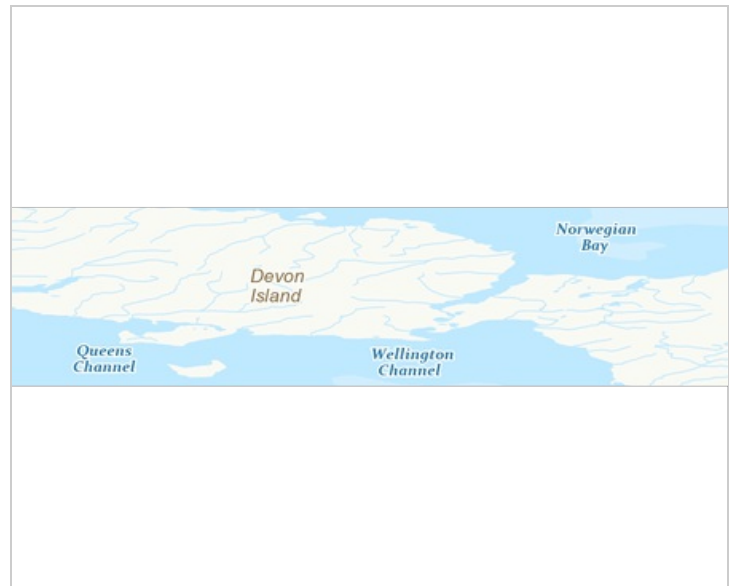 Norwegian
Bay
Devon
Island
Queens
Channel
Wellington
Channel